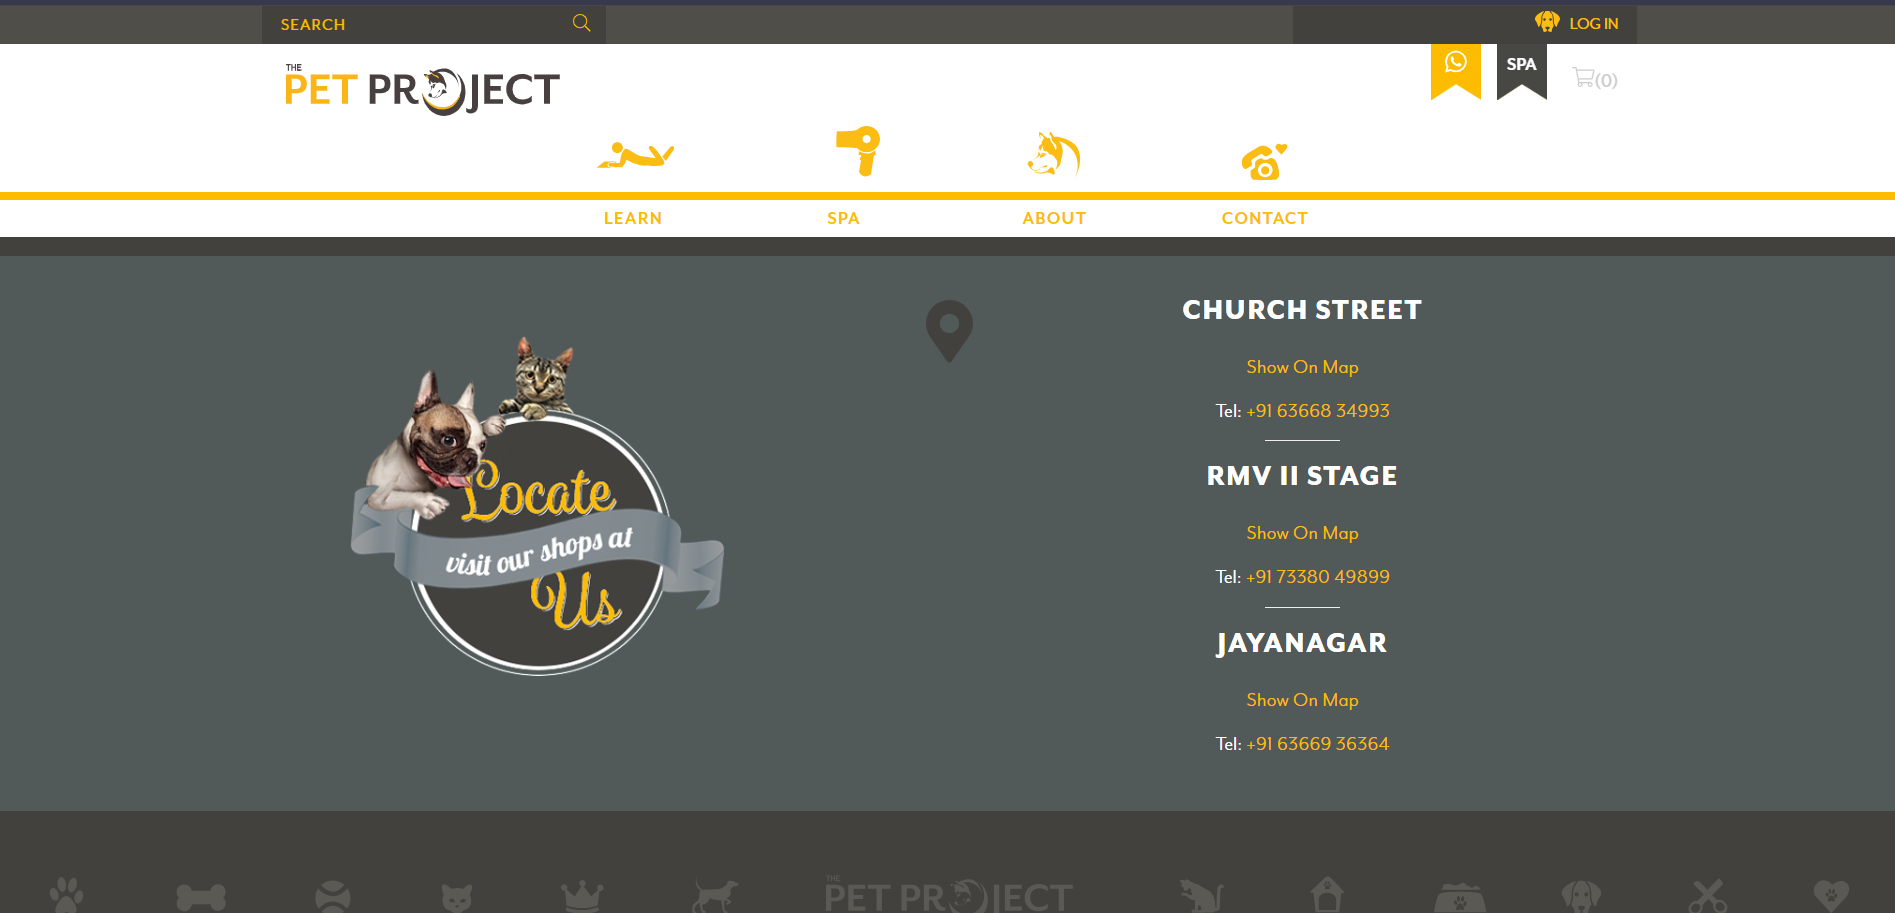 SEARCH
LOG IN
THE
PET PROJECT
SPA
(0)
LEARN
SPA
ABOUT
CONTACT
Locate
visit our shops at
Us
CHURCH STREET
Show On Map
Tel: +91 63668 34993
RMV II STAGE
Show On Map
Tel: +91 73380 49899
JAYANAGAR
Show On Map
Tel: +91 63669 36364
THE
PET PROJECT